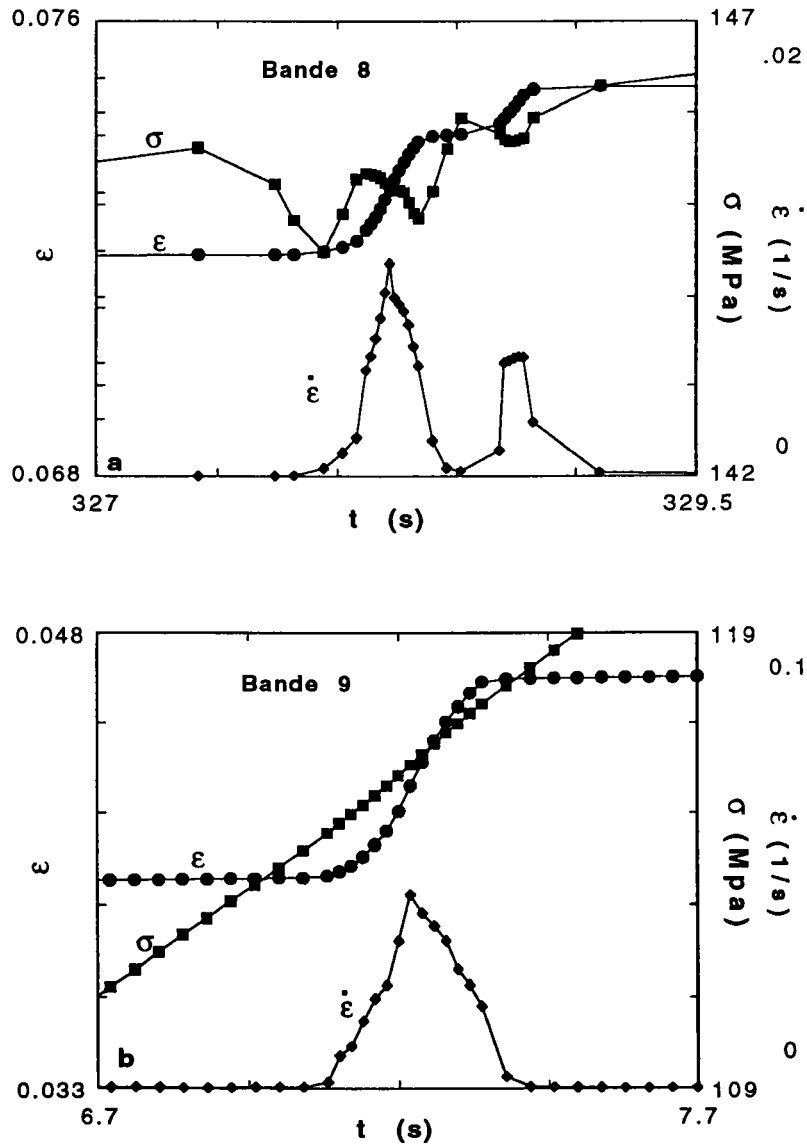 0.076
147
.02
Bande 8
σ
ε
ε
σ (MPa)
ε̇ (1/s)
ε̇
0
a
0.068
142
327
329.5
t (s)
0.048
119
0.1
Bande 9
ε
σ
ε
σ (Mpa)
ε̇ (1/s)
ε̇
0
b
0.033
109
6.7
7.7
t (s)